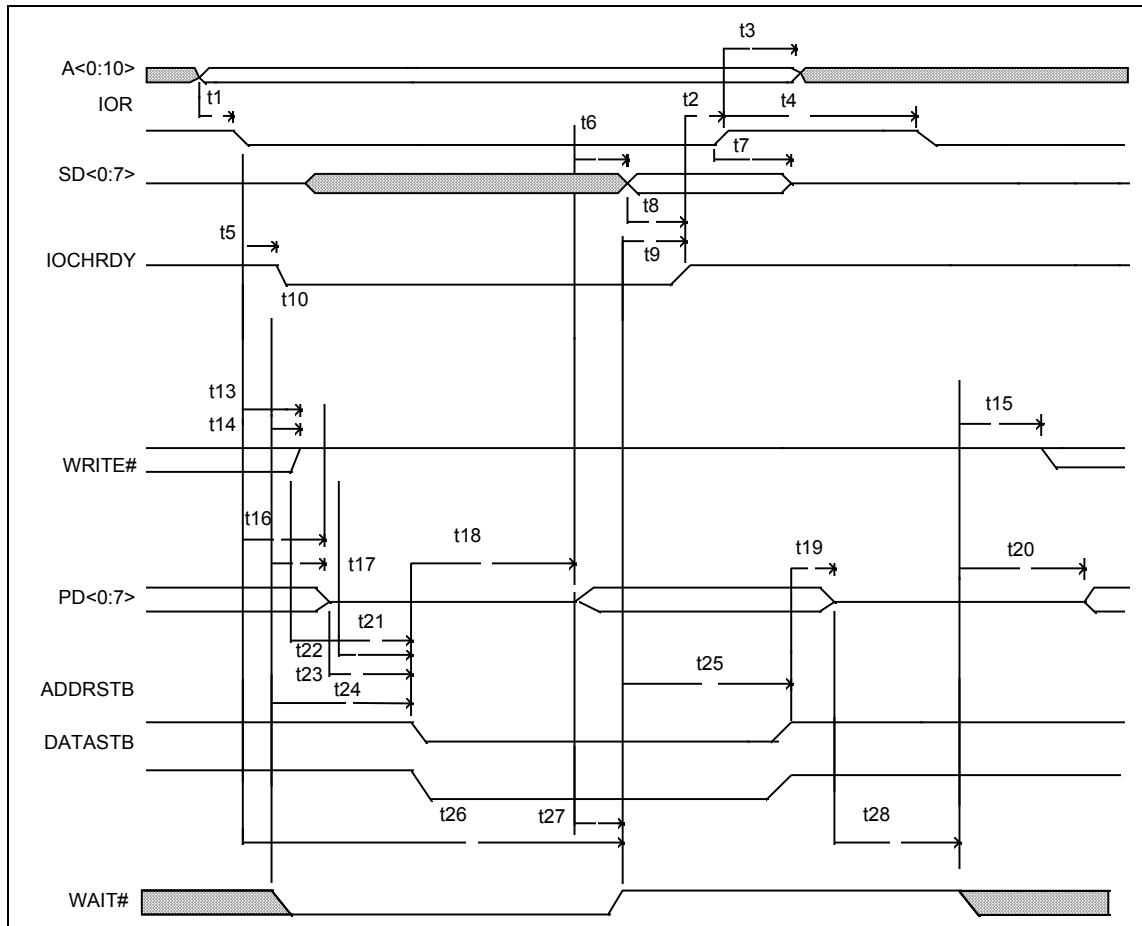 t3
A<0:10>
t1
IOR
t2
t4
t6
t7
SD<0:7>
t8
t5
t9
IOCHRDY
t10
t13
t15
t14
WRITE#
t16
t18
t19
t17
t20
PD<0:7>
t21
t22
t23
t25
ADDRSTB
t24
DATASTB
t26
t27
t28
WAIT#